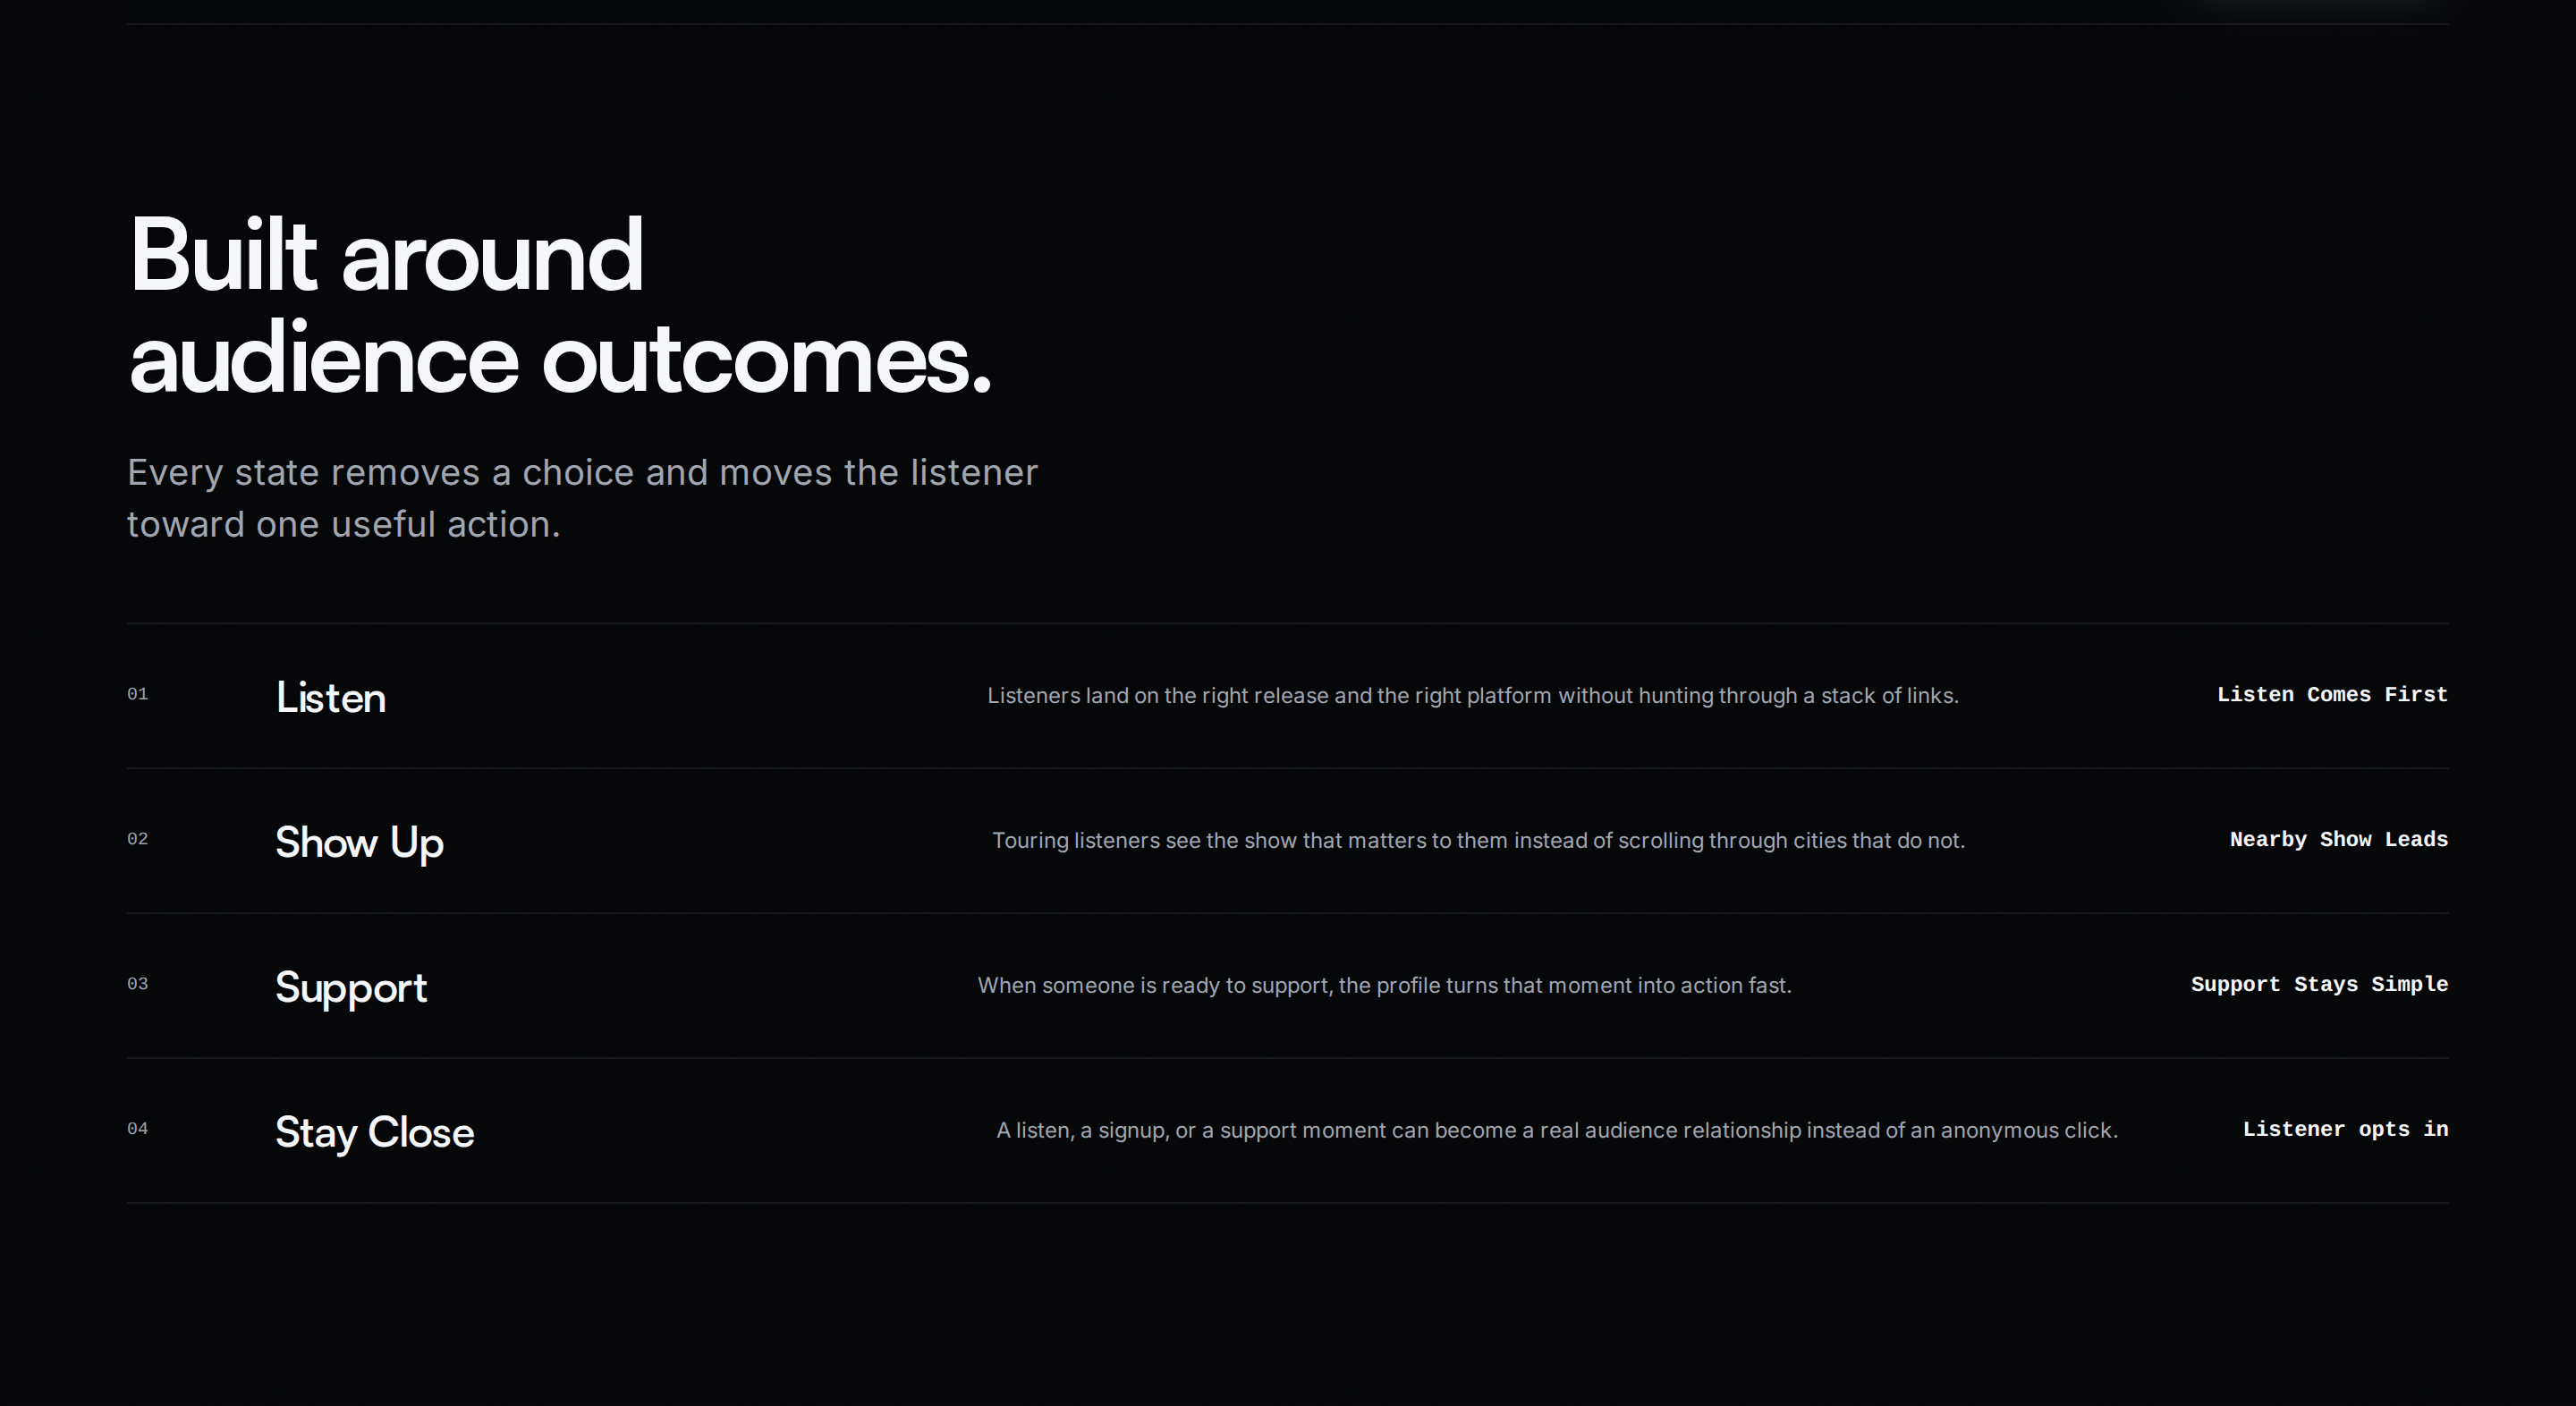 Built around
audience outcomes.
Every state removes a choice and moves the listener
toward one useful action.
01 Listen Listeners land on the right release and the right platform without hunting through a stack of links. Listen Comes First
02 Show Up Touring listeners see the show that matters to them instead of scrolling through cities that do not. Nearby Show Leads
03 Support When someone is ready to support, the profile turns that moment into action fast. Support Stays Simple
04 Stay Close A listen, a signup, or a support moment can become a real audience relationship instead of an anonymous click. Listener opts in